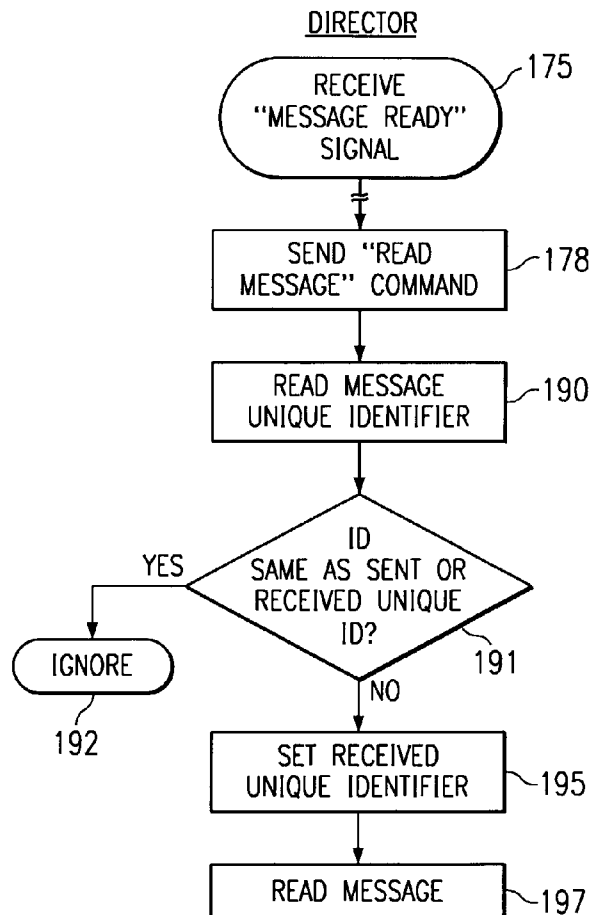 DIRECTOR
RECEIVE
"MESSAGE READY"
SIGNAL
175
SEND "READ
MESSAGE" COMMAND
178
READ MESSAGE
UNIQUE IDENTIFIER
190
ID
SAME AS SENT OR
RECEIVED UNIQUE
ID?
191
YES
IGNORE
192
NO
SET RECEIVED
UNIQUE IDENTIFIER
195
READ MESSAGE
197